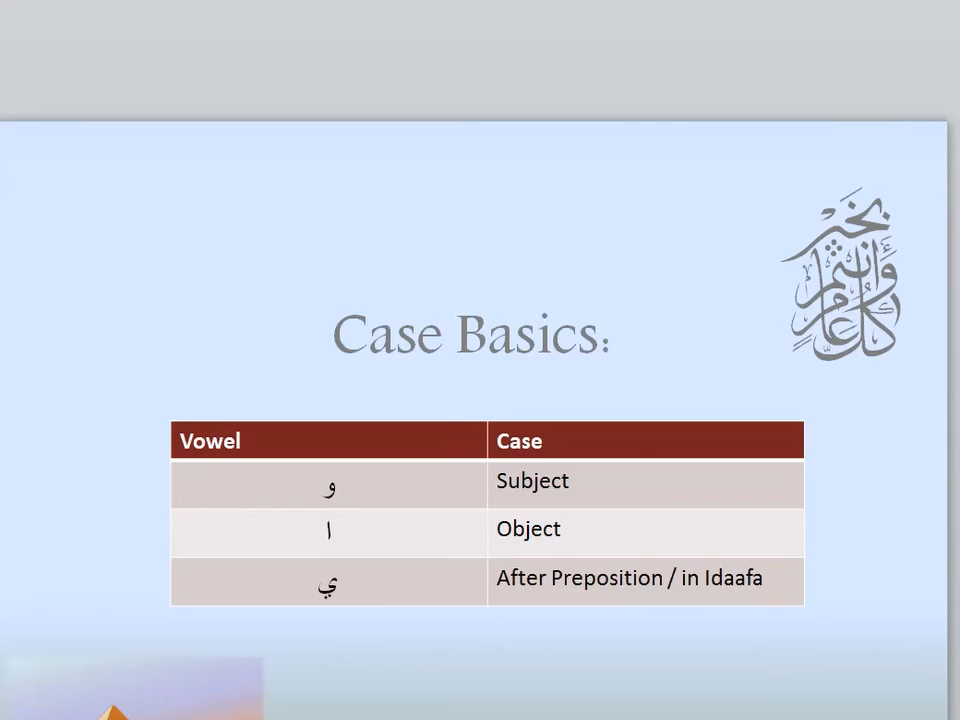 بخير
وأنتم
كل عام
Case Basics:
Vowel Case
و Subject
ا Object
ي After Preposition / in Idaafa